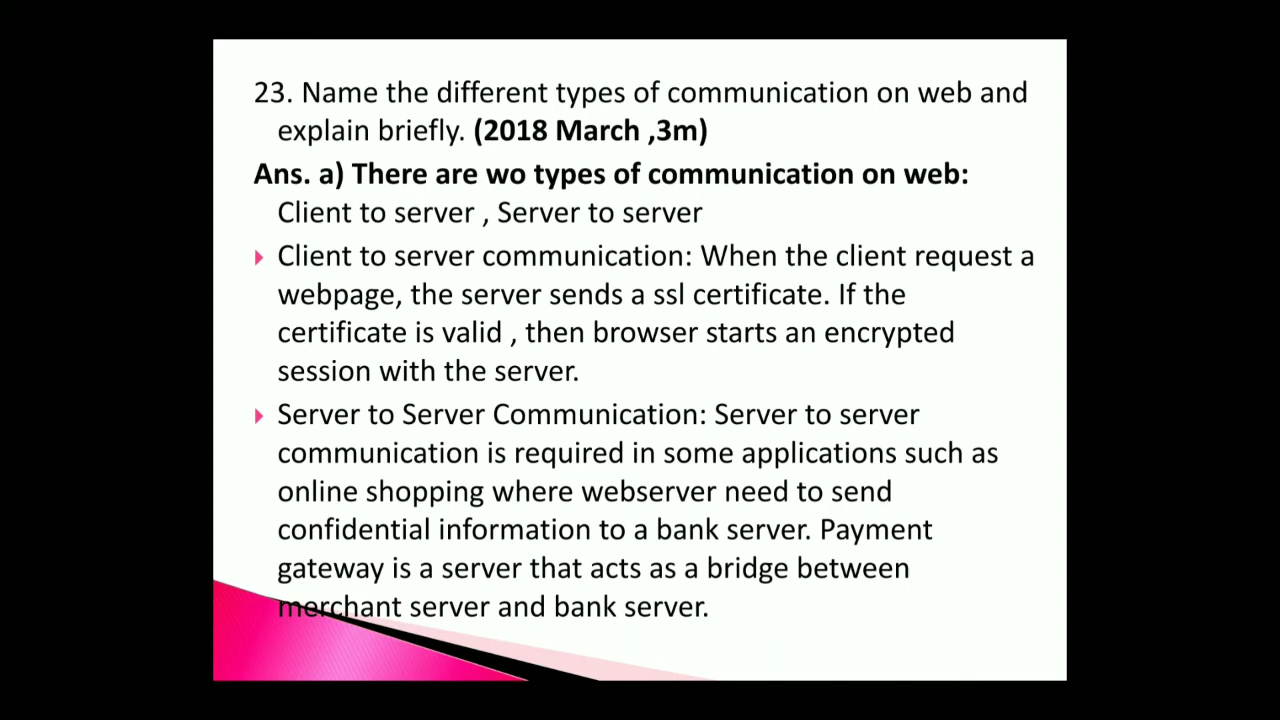 23. Name the different types of communication on web and
explain briefly. (2018 March ,3m)
Ans. a) There are wo types of communication on web:
Client to server , Server to server
Client to server communication: When the client request a
webpage, the server sends a ssl certificate. If the
certificate is valid , then browser starts an encrypted
session with the server.
Server to Server Communication: Server to server
communication is required in some applications such as
online shopping where webserver need to send
confidential information to a bank server. Payment
gateway is a server that acts as a bridge between
merchant server and bank server.